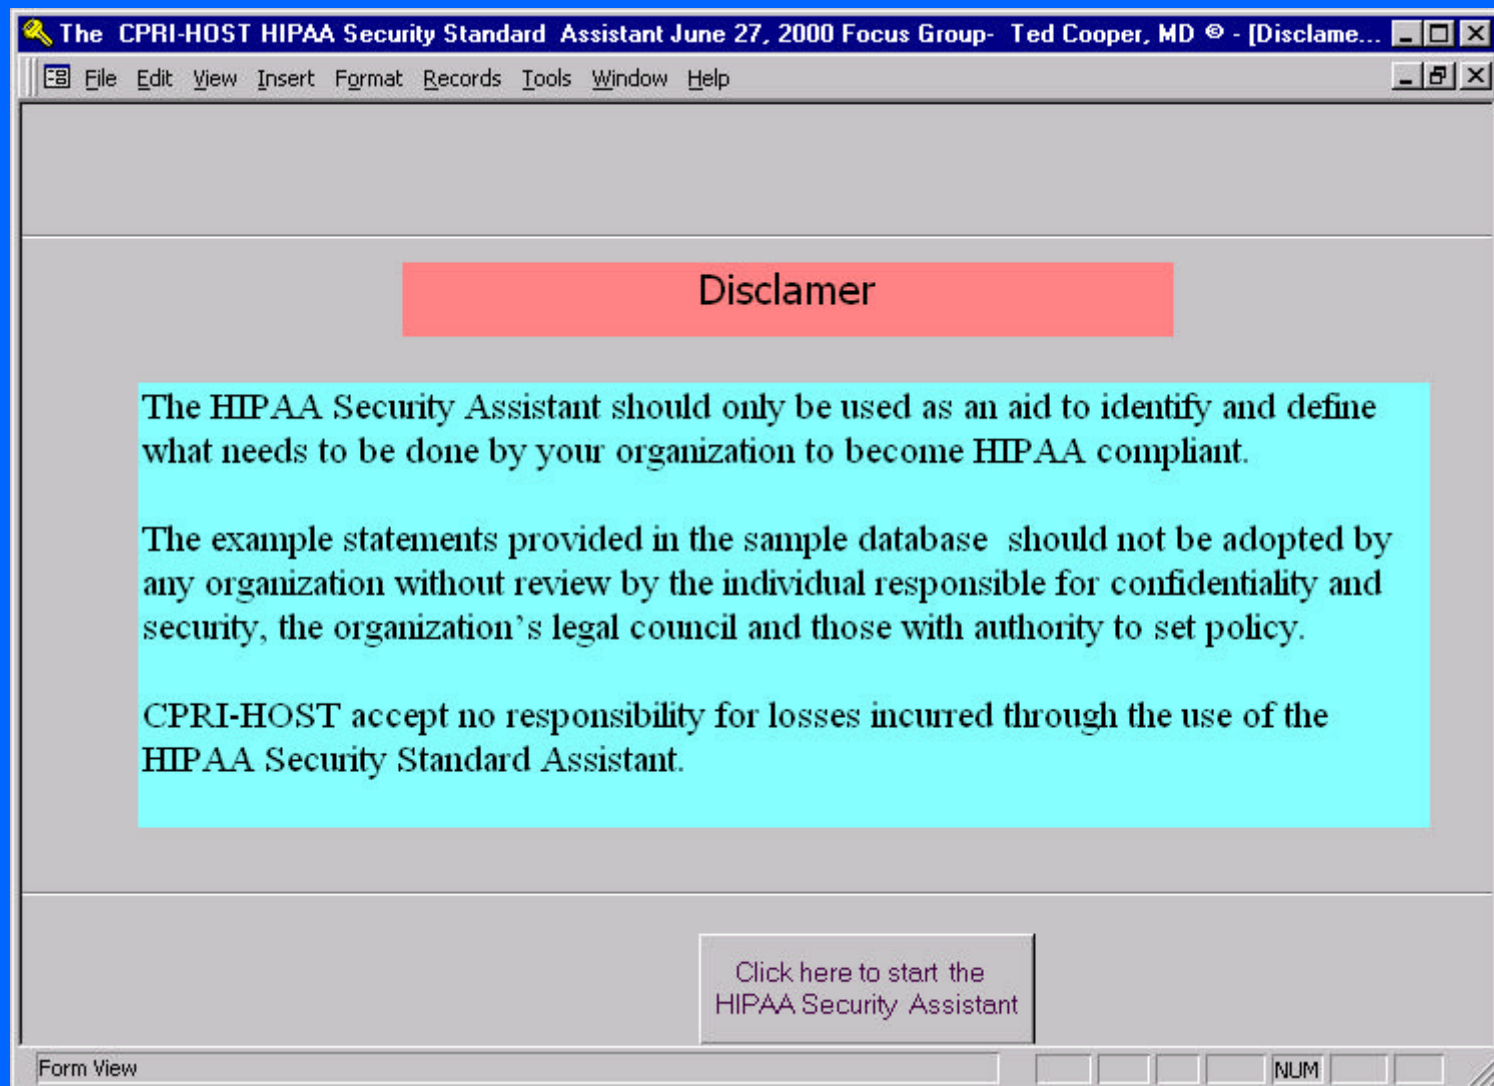 The CPRI-HOST HIPAA Security Standard Assistant June 27, 2000 Focus Group- Ted Cooper, MD © - [Disclame...
File Edit View Insert Format Records Tools Window Help
Disclamer
The HIPAA Security Assistant should only be used as an aid to identify and define
what needs to be done by your organization to become HIPAA compliant.
The example statements provided in the sample database should not be adopted by
any organization without review by the individual responsible for confidentiality and
security, the organization’s legal council and those with authority to set policy.
CPRI-HOST accept no responsibility for losses incurred through the use of the
HIPAA Security Standard Assistant.
Click here to start the
HIPAA Security Assistant
Form View NUM